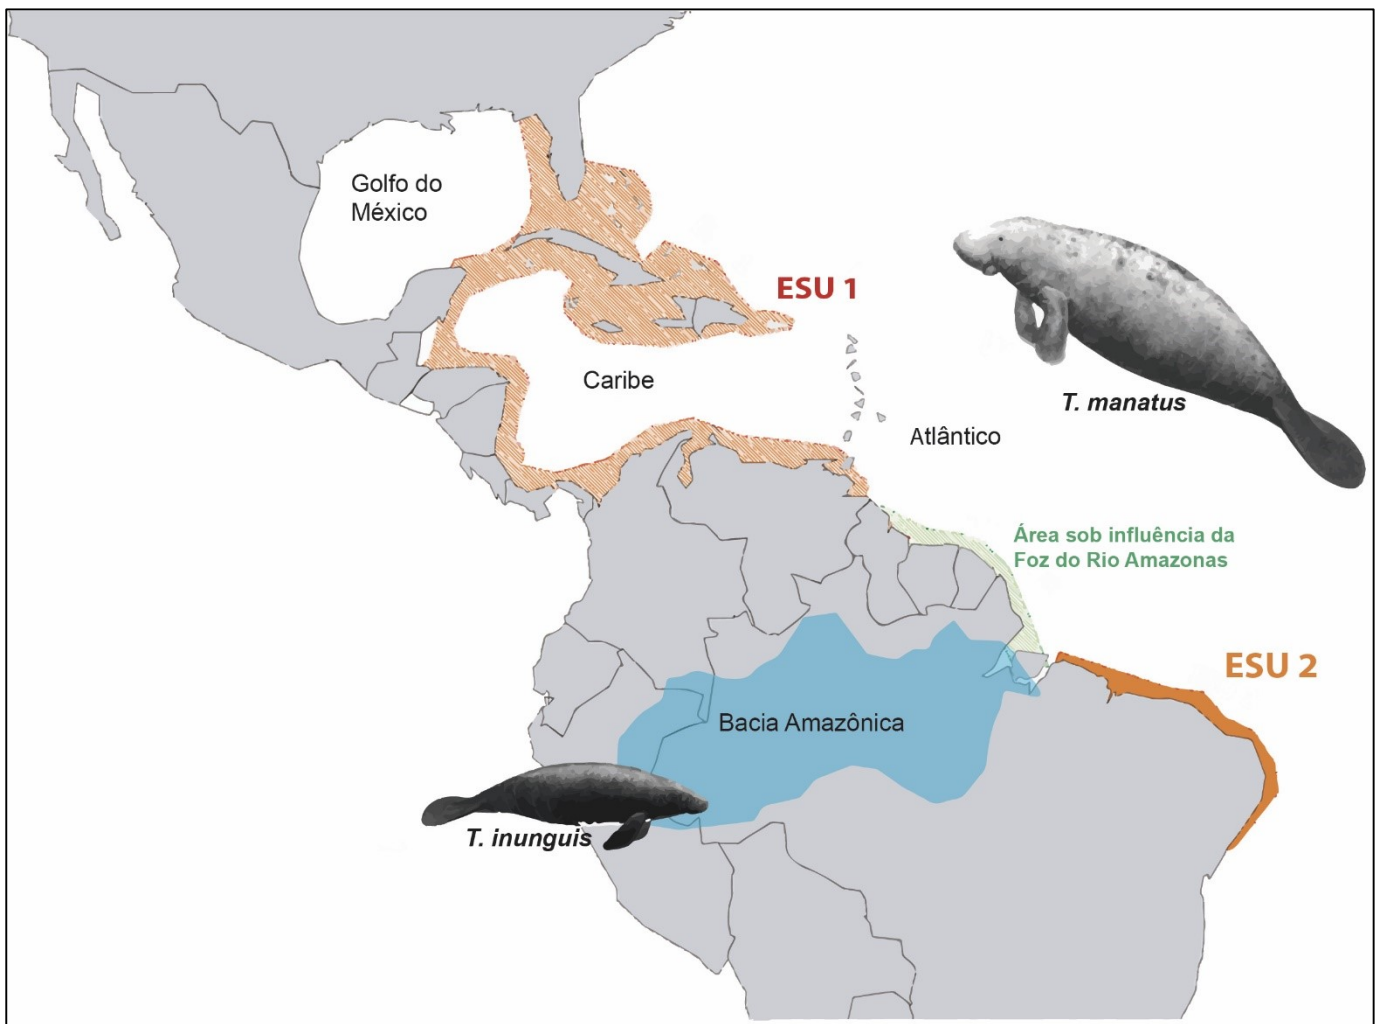 Golfo do
México
ESU 1
Caribe
T. manatus
Atlântico
Área sob influência da
Foz do Rio Amazonas
ESU 2
Bacia Amazônica
T. inunguis